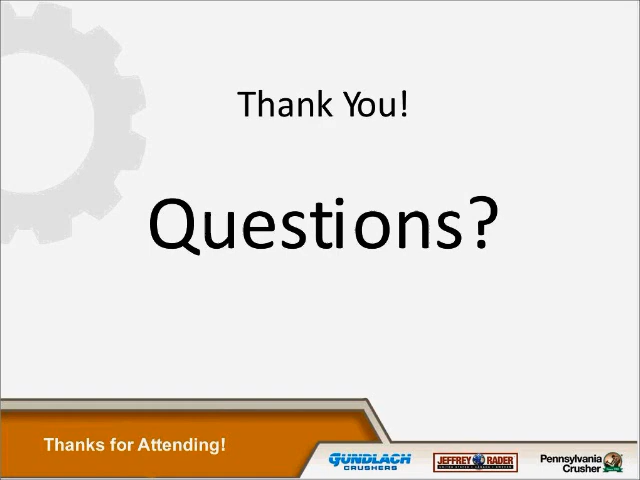 Thank You!
Questions?
Thanks for Attending!
GUNDLACH
CRUSHERS
JEFFREY RADER
Pennsylvania
Crusher